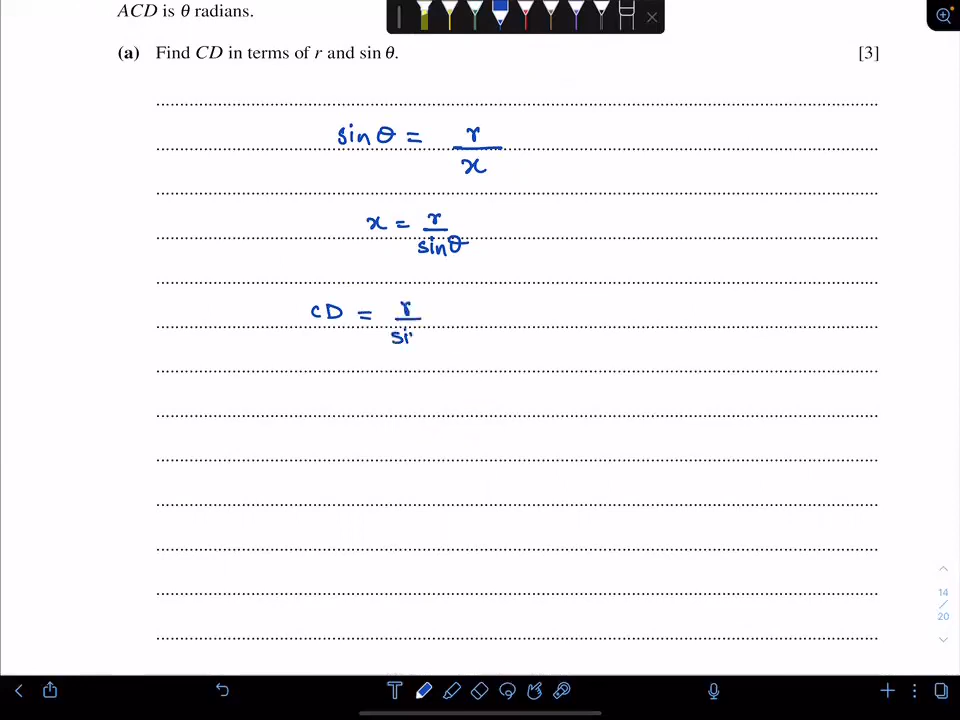 ACD is θ radians.
(a) Find CD in terms of r and sin θ. [3]
sin θ = r/x
x = r/sin θ
CD = r/si
14
/
20